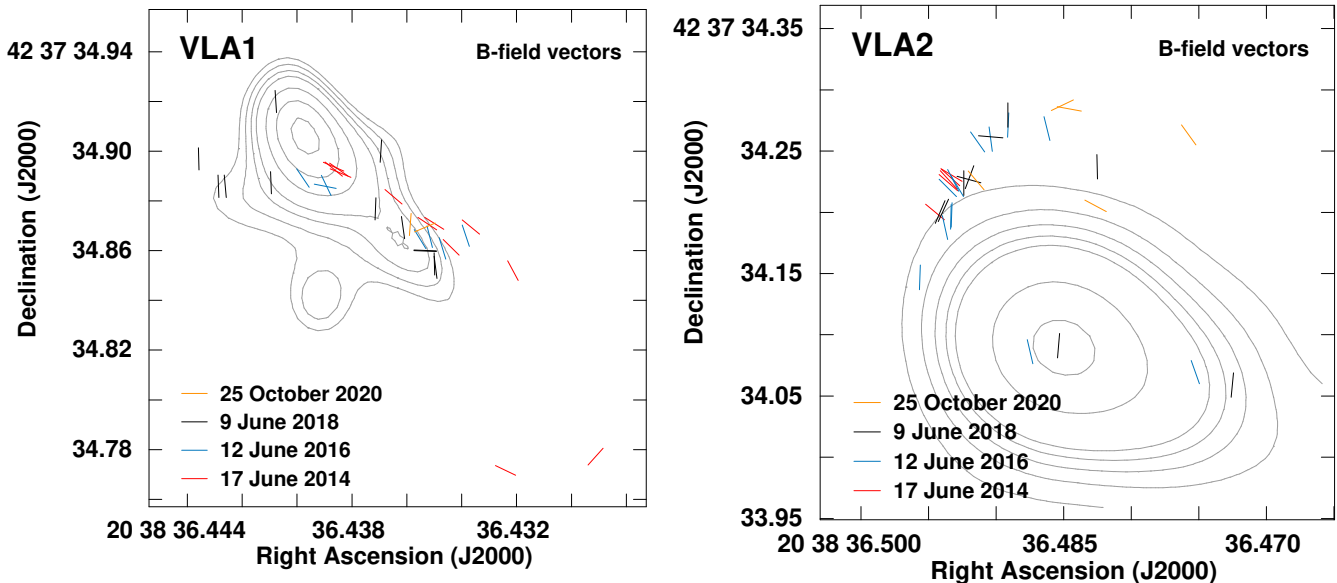 VLA1
B-field vectors
42 37 34.94
34.90
34.86
34.82
34.78
Declination (J2000)
25 October 2020
9 June 2018
12 June 2016
17 June 2014
20 38 36.444
36.438
36.432
Right Ascension (J2000)
VLA2
B-field vectors
42 37 34.35
34.25
34.15
34.05
33.95
Declination (J2000)
25 October 2020
9 June 2018
12 June 2016
17 June 2014
20 38 36.500
36.485
36.470
Right Ascension (J2000)